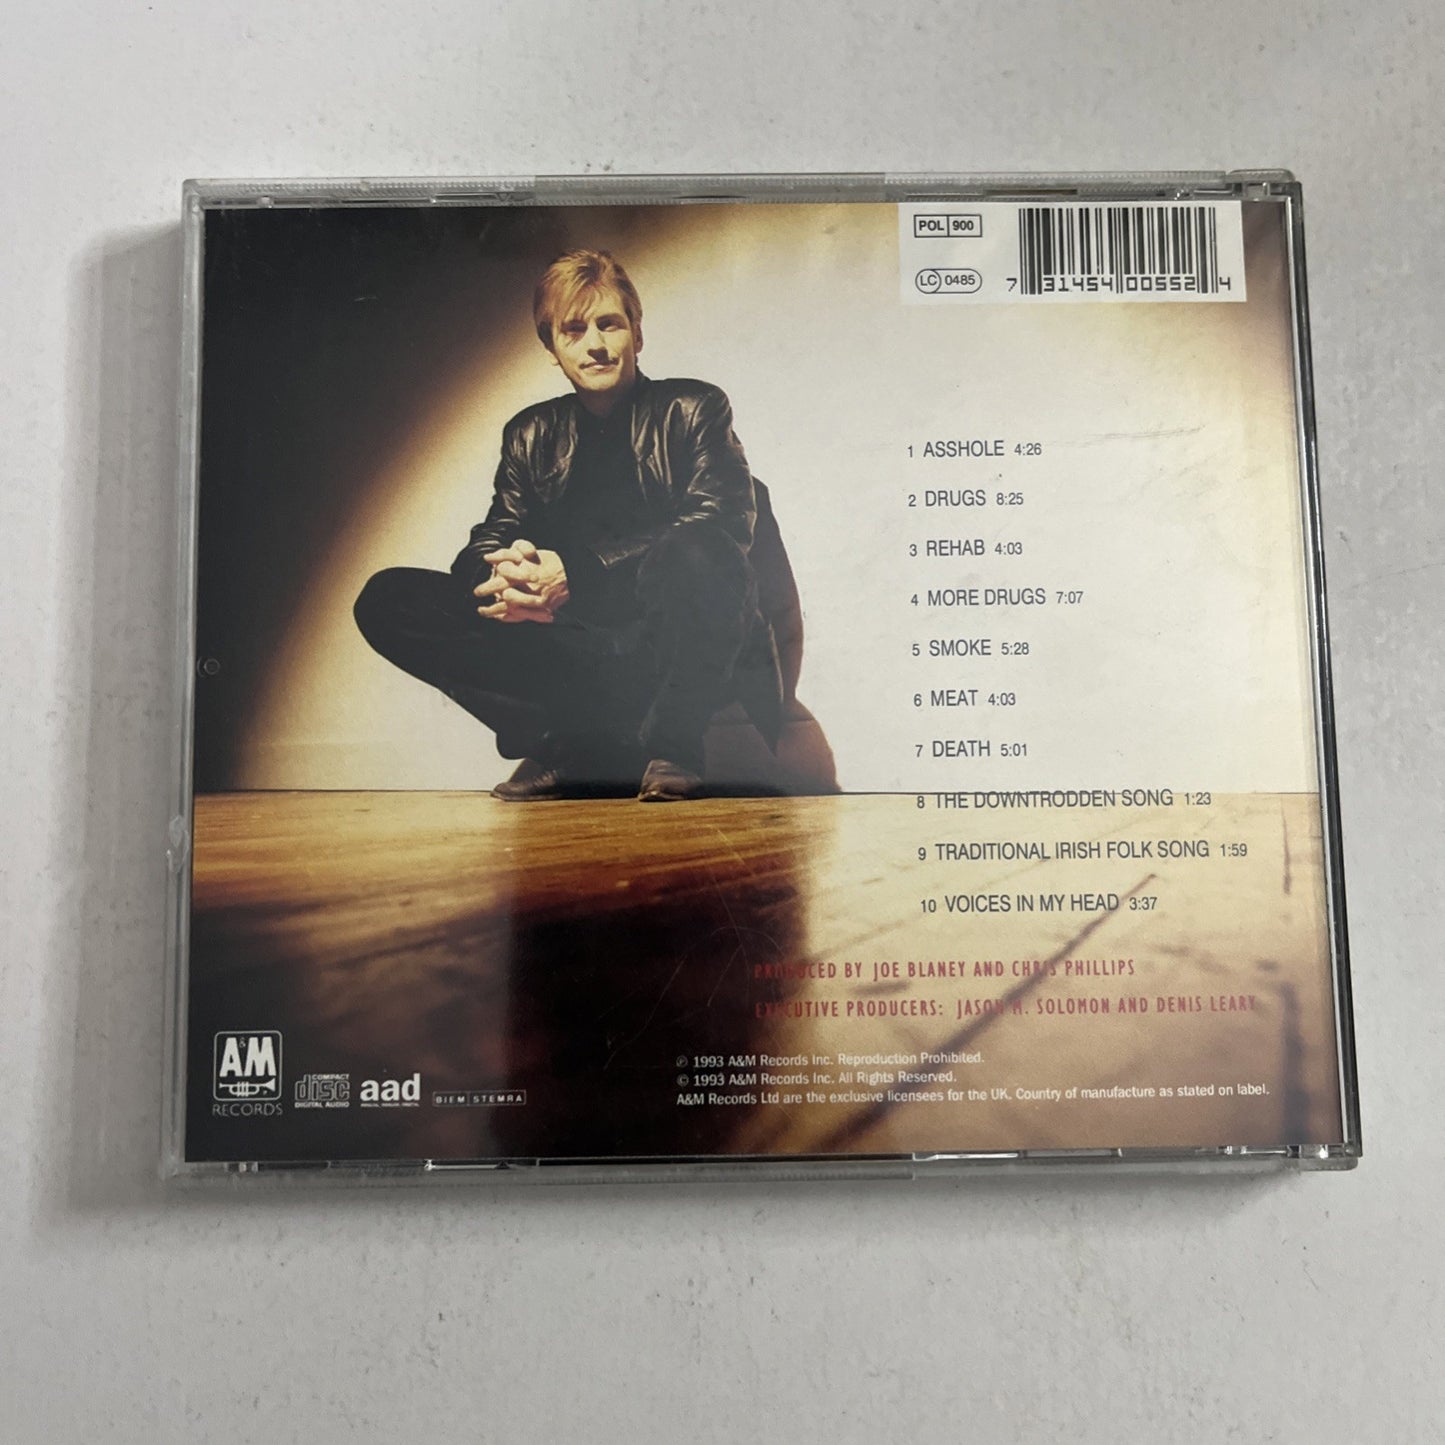 POL 900
LC 0485
7 31454 00552 4
1 ASSHOLE 4:26
2 DRUGS 8:25
3 REHAB 4:03
4 MORE DRUGS 7:07
5 SMOKE 5:28
6 MEAT 4:03
7 DEATH 5:01
8 THE DOWNTRODDEN SONG 1:23
9 TRADITIONAL IRISH FOLK SONG 1:59
10 VOICES IN MY HEAD 3:37
PRODUCED BY JOE BLANEY AND CHRIS PHILLIPS
EXECUTIVE PRODUCERS: JASON M. SOLOMON AND DENIS LEARY
℗ 1993 A&M Records Inc. Reproduction Prohibited.
© 1993 A&M Records Inc. All Rights Reserved.
A&M Records Ltd are the exclusive licensees for the UK. Country of manufacture as stated on label.
A&M
RECORDS
COMPACT
disc
DIGITAL AUDIO
aad
BIEM STEMRA